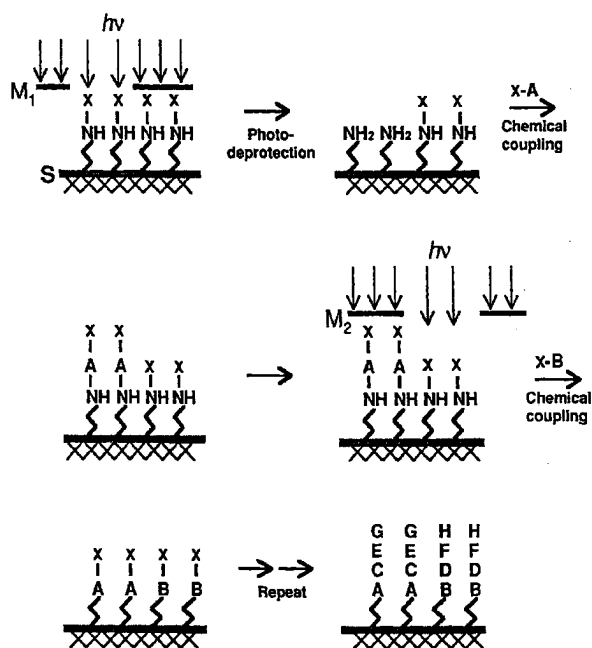 hν
M1
X X X X
NH NH NH NH
S
Photo-
deprotection
X X
NH2 NH2 NH NH
X-A
Chemical
coupling
X X
A A X X
NH NH NH NH
hν
M2
X X
A A X X
NH NH NH NH
X-B
Chemical
coupling
X X X X
A A B B
Repeat
G G H H
E E F F
C C D D
A A B B